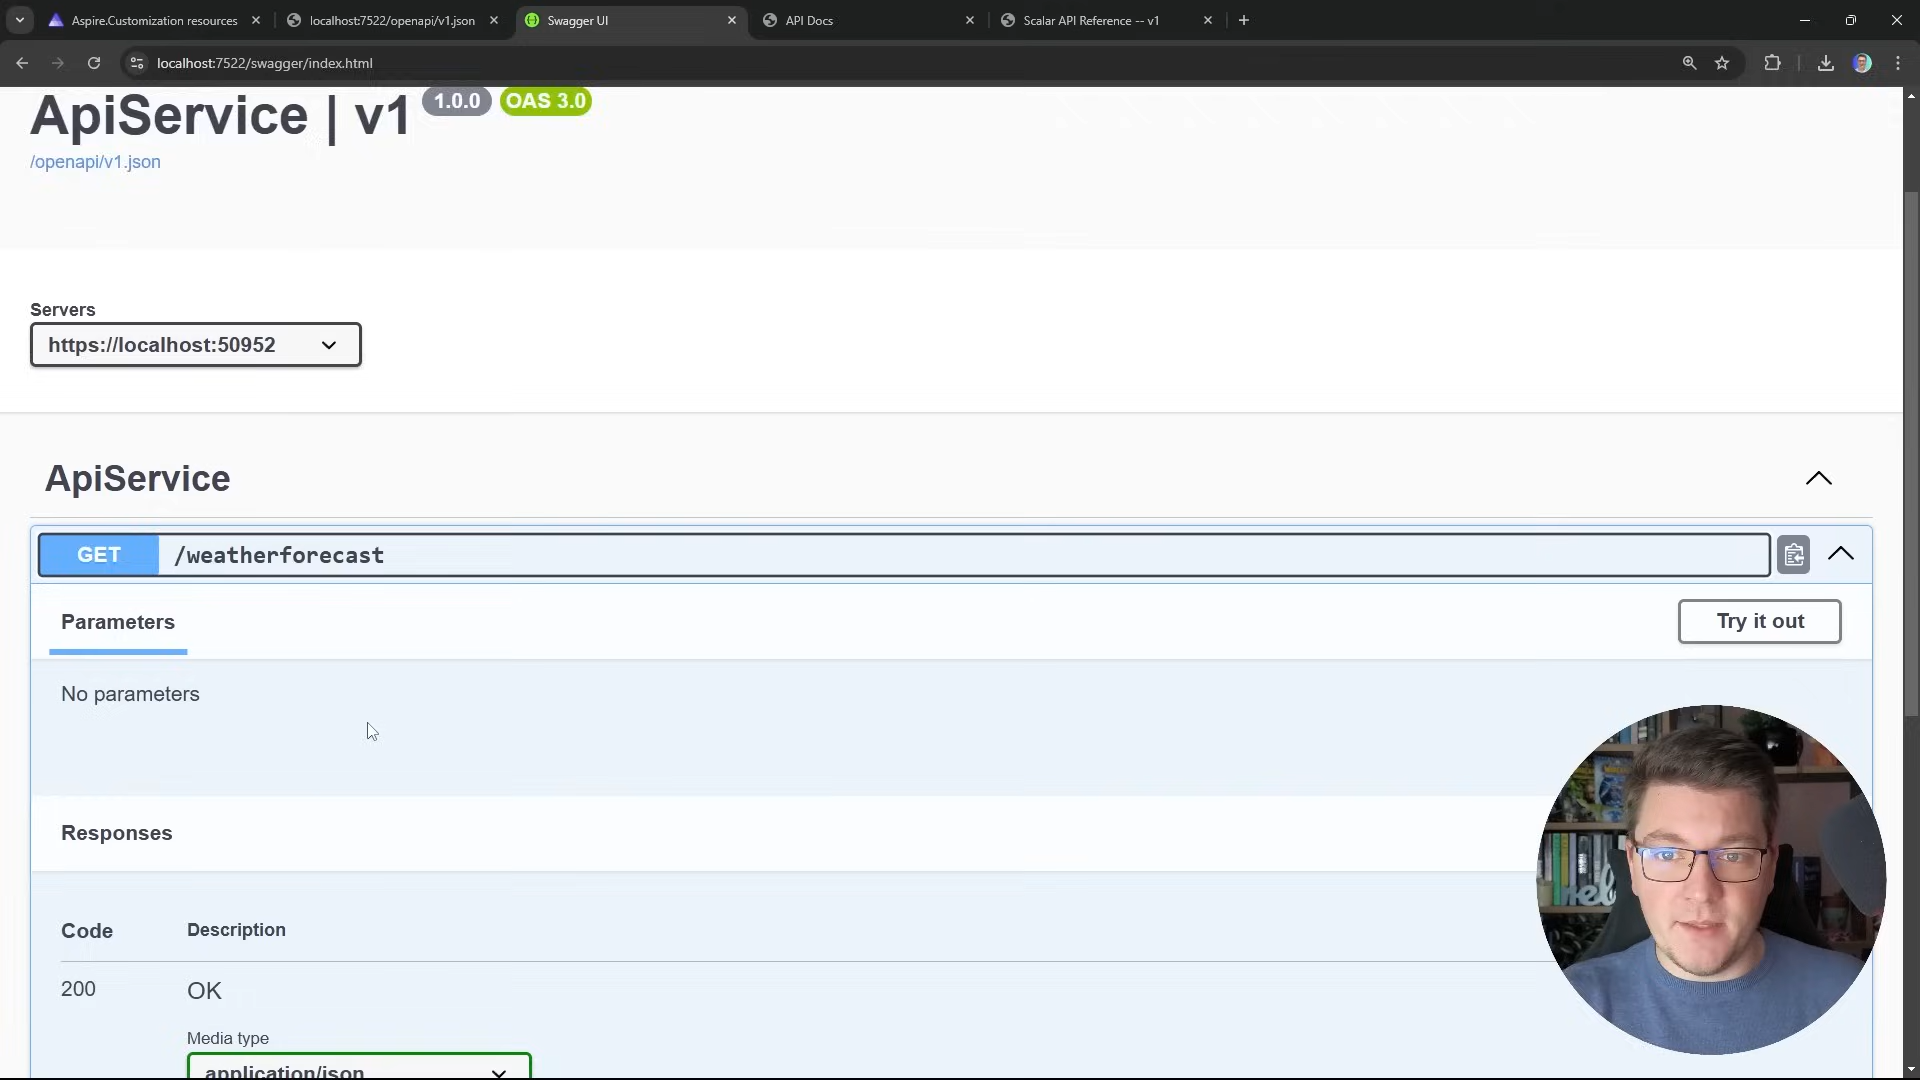 Aspire.Customization resources
localhost:7522/openapi/v1.json
Swagger UI
API Docs
Scalar API Reference -- v1
localhost:7522/swagger/index.html
ApiService | v1 1.0.0 OAS 3.0
/openapi/v1.json
Servers
https://localhost:50952
ApiService
GET /weatherforecast
Parameters
Try it out
No parameters
Responses
Code Description
200 OK
Media type
application/json